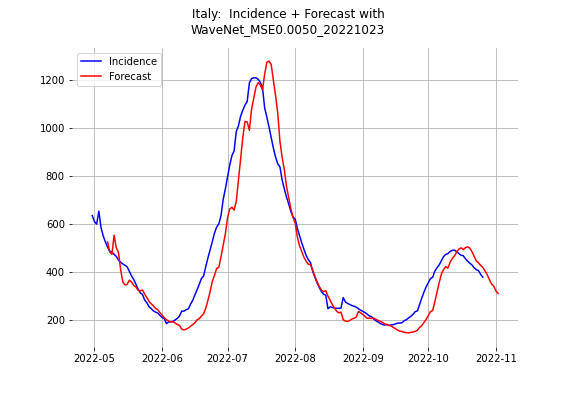 Italy:  Incidence + Forecast with
WaveNet_MSE0.0050_20221023
Incidence
Forecast
1200
1000
800
600
400
200
2022-05 2022-06 2022-07 2022-08 2022-09 2022-10 2022-11